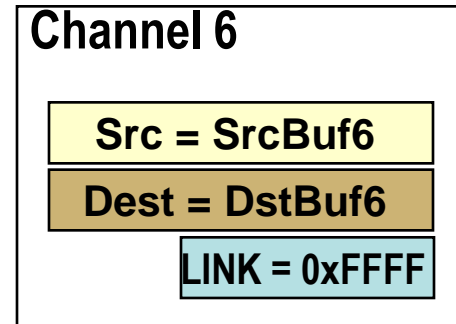 Channel 6
Src = SrcBuf6
Dest = DstBuf6
LINK = 0xFFFF